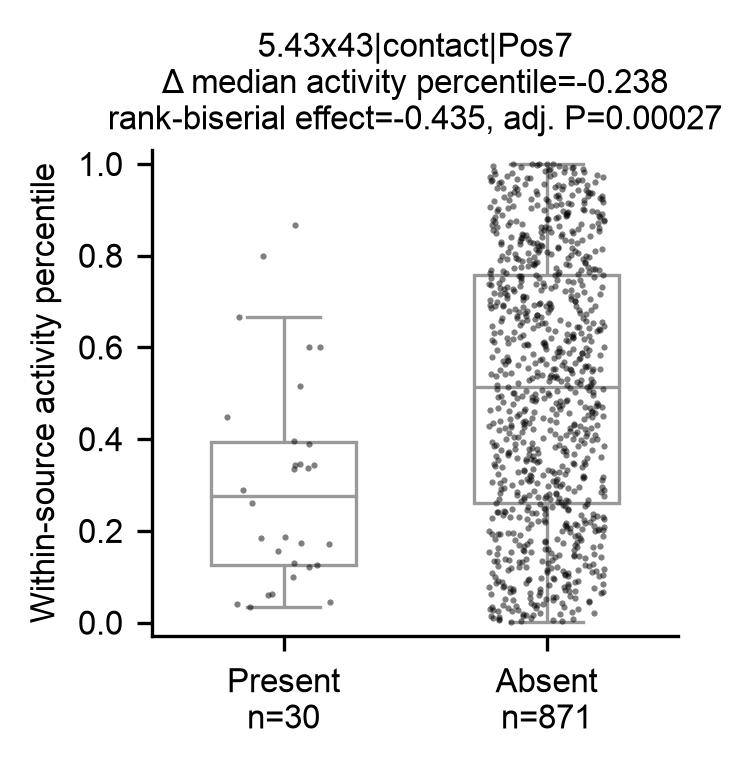 5.43x43|contact|Pos7
Δ median activity percentile=-0.238
rank-biserial effect=-0.435, adj. P=0.00027
Within-source activity percentile
1.0
0.8
0.6
0.4
0.2
0.0
Present
n=30
Absent
n=871